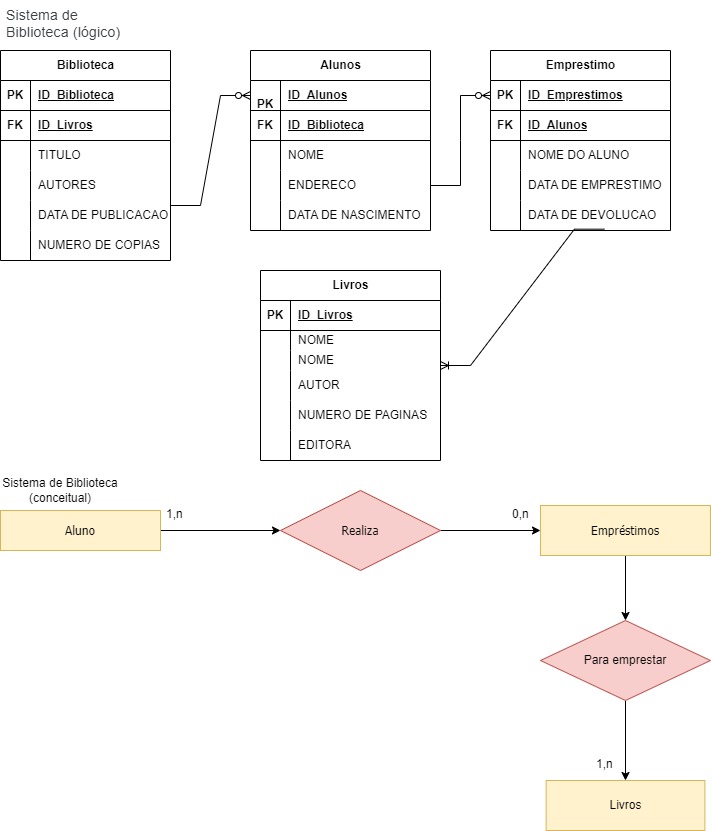 Sistema de
Biblioteca (lógico)
Biblioteca
PK ID_Biblioteca
FK ID_Livros
TITULO
AUTORES
DATA DE PUBLICACAO
NUMERO DE COPIAS
Alunos
PK ID_Alunos
FK ID_Biblioteca
NOME
ENDERECO
DATA DE NASCIMENTO
Emprestimo
PK ID_Emprestimos
FK ID_Alunos
NOME DO ALUNO
DATA DE EMPRESTIMO
DATA DE DEVOLUCAO
Livros
PK ID_Livros
NOME
NOME
AUTOR
NUMERO DE PAGINAS
EDITORA
Sistema de Biblioteca
(conceitual)
Aluno
1,n
Realiza
0,n
Empréstimos
Para emprestar
1,n
Livros